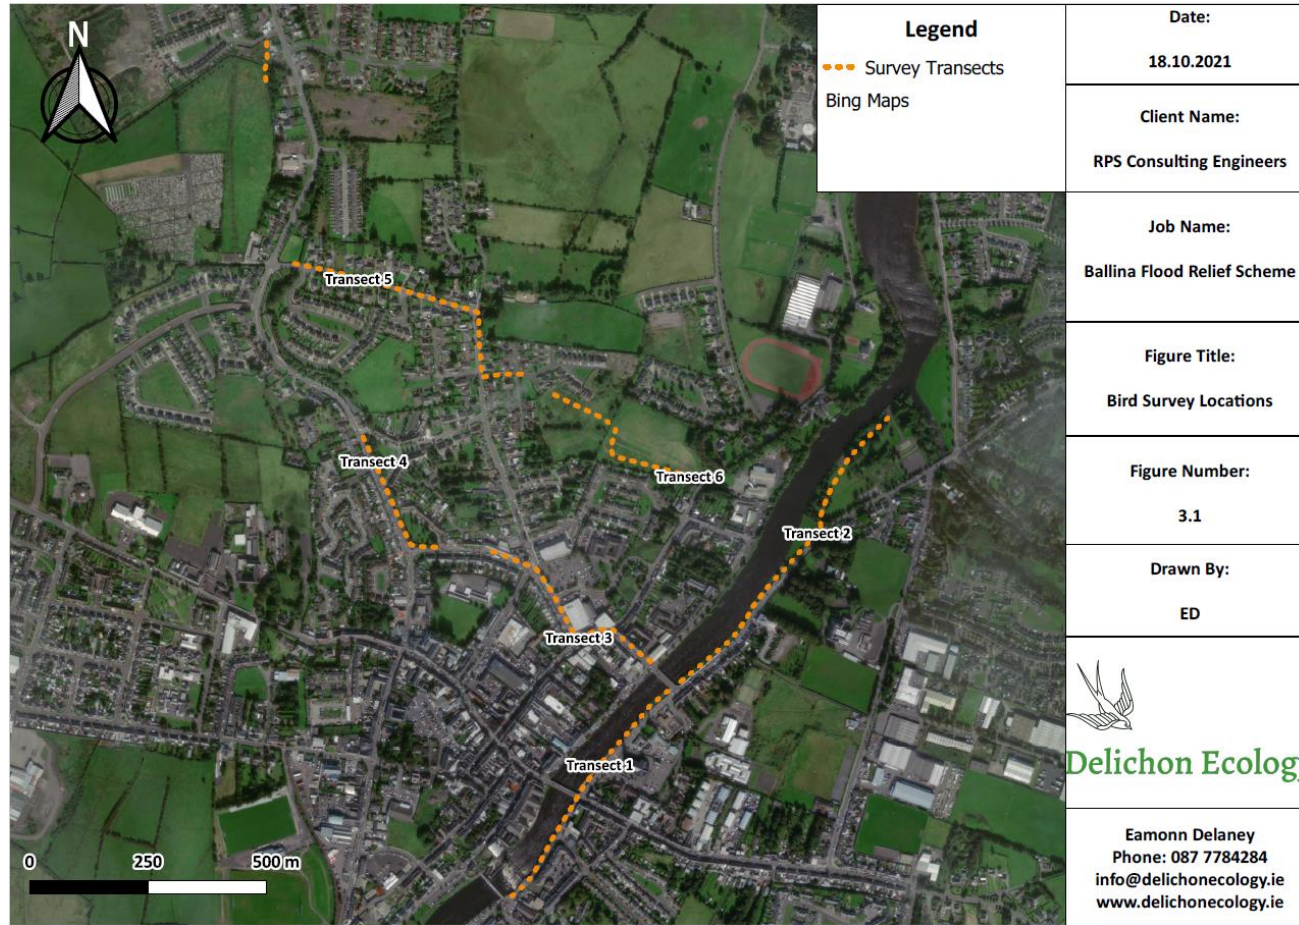 N
Legend
Survey Transects
Bing Maps
Transect 5
Transect 4
Transect 6
Transect 2
Transect 3
Transect 1
0 250 500 m
Date:
18.10.2021
Client Name:
RPS Consulting Engineers
Job Name:
Ballina Flood Relief Scheme
Figure Title:
Bird Survey Locations
Figure Number:
3.1
Drawn By:
ED
Delichon Ecolog
Eamonn Delaney
Phone: 087 7784284
info@delichonecology.ie
www.delichonecology.ie